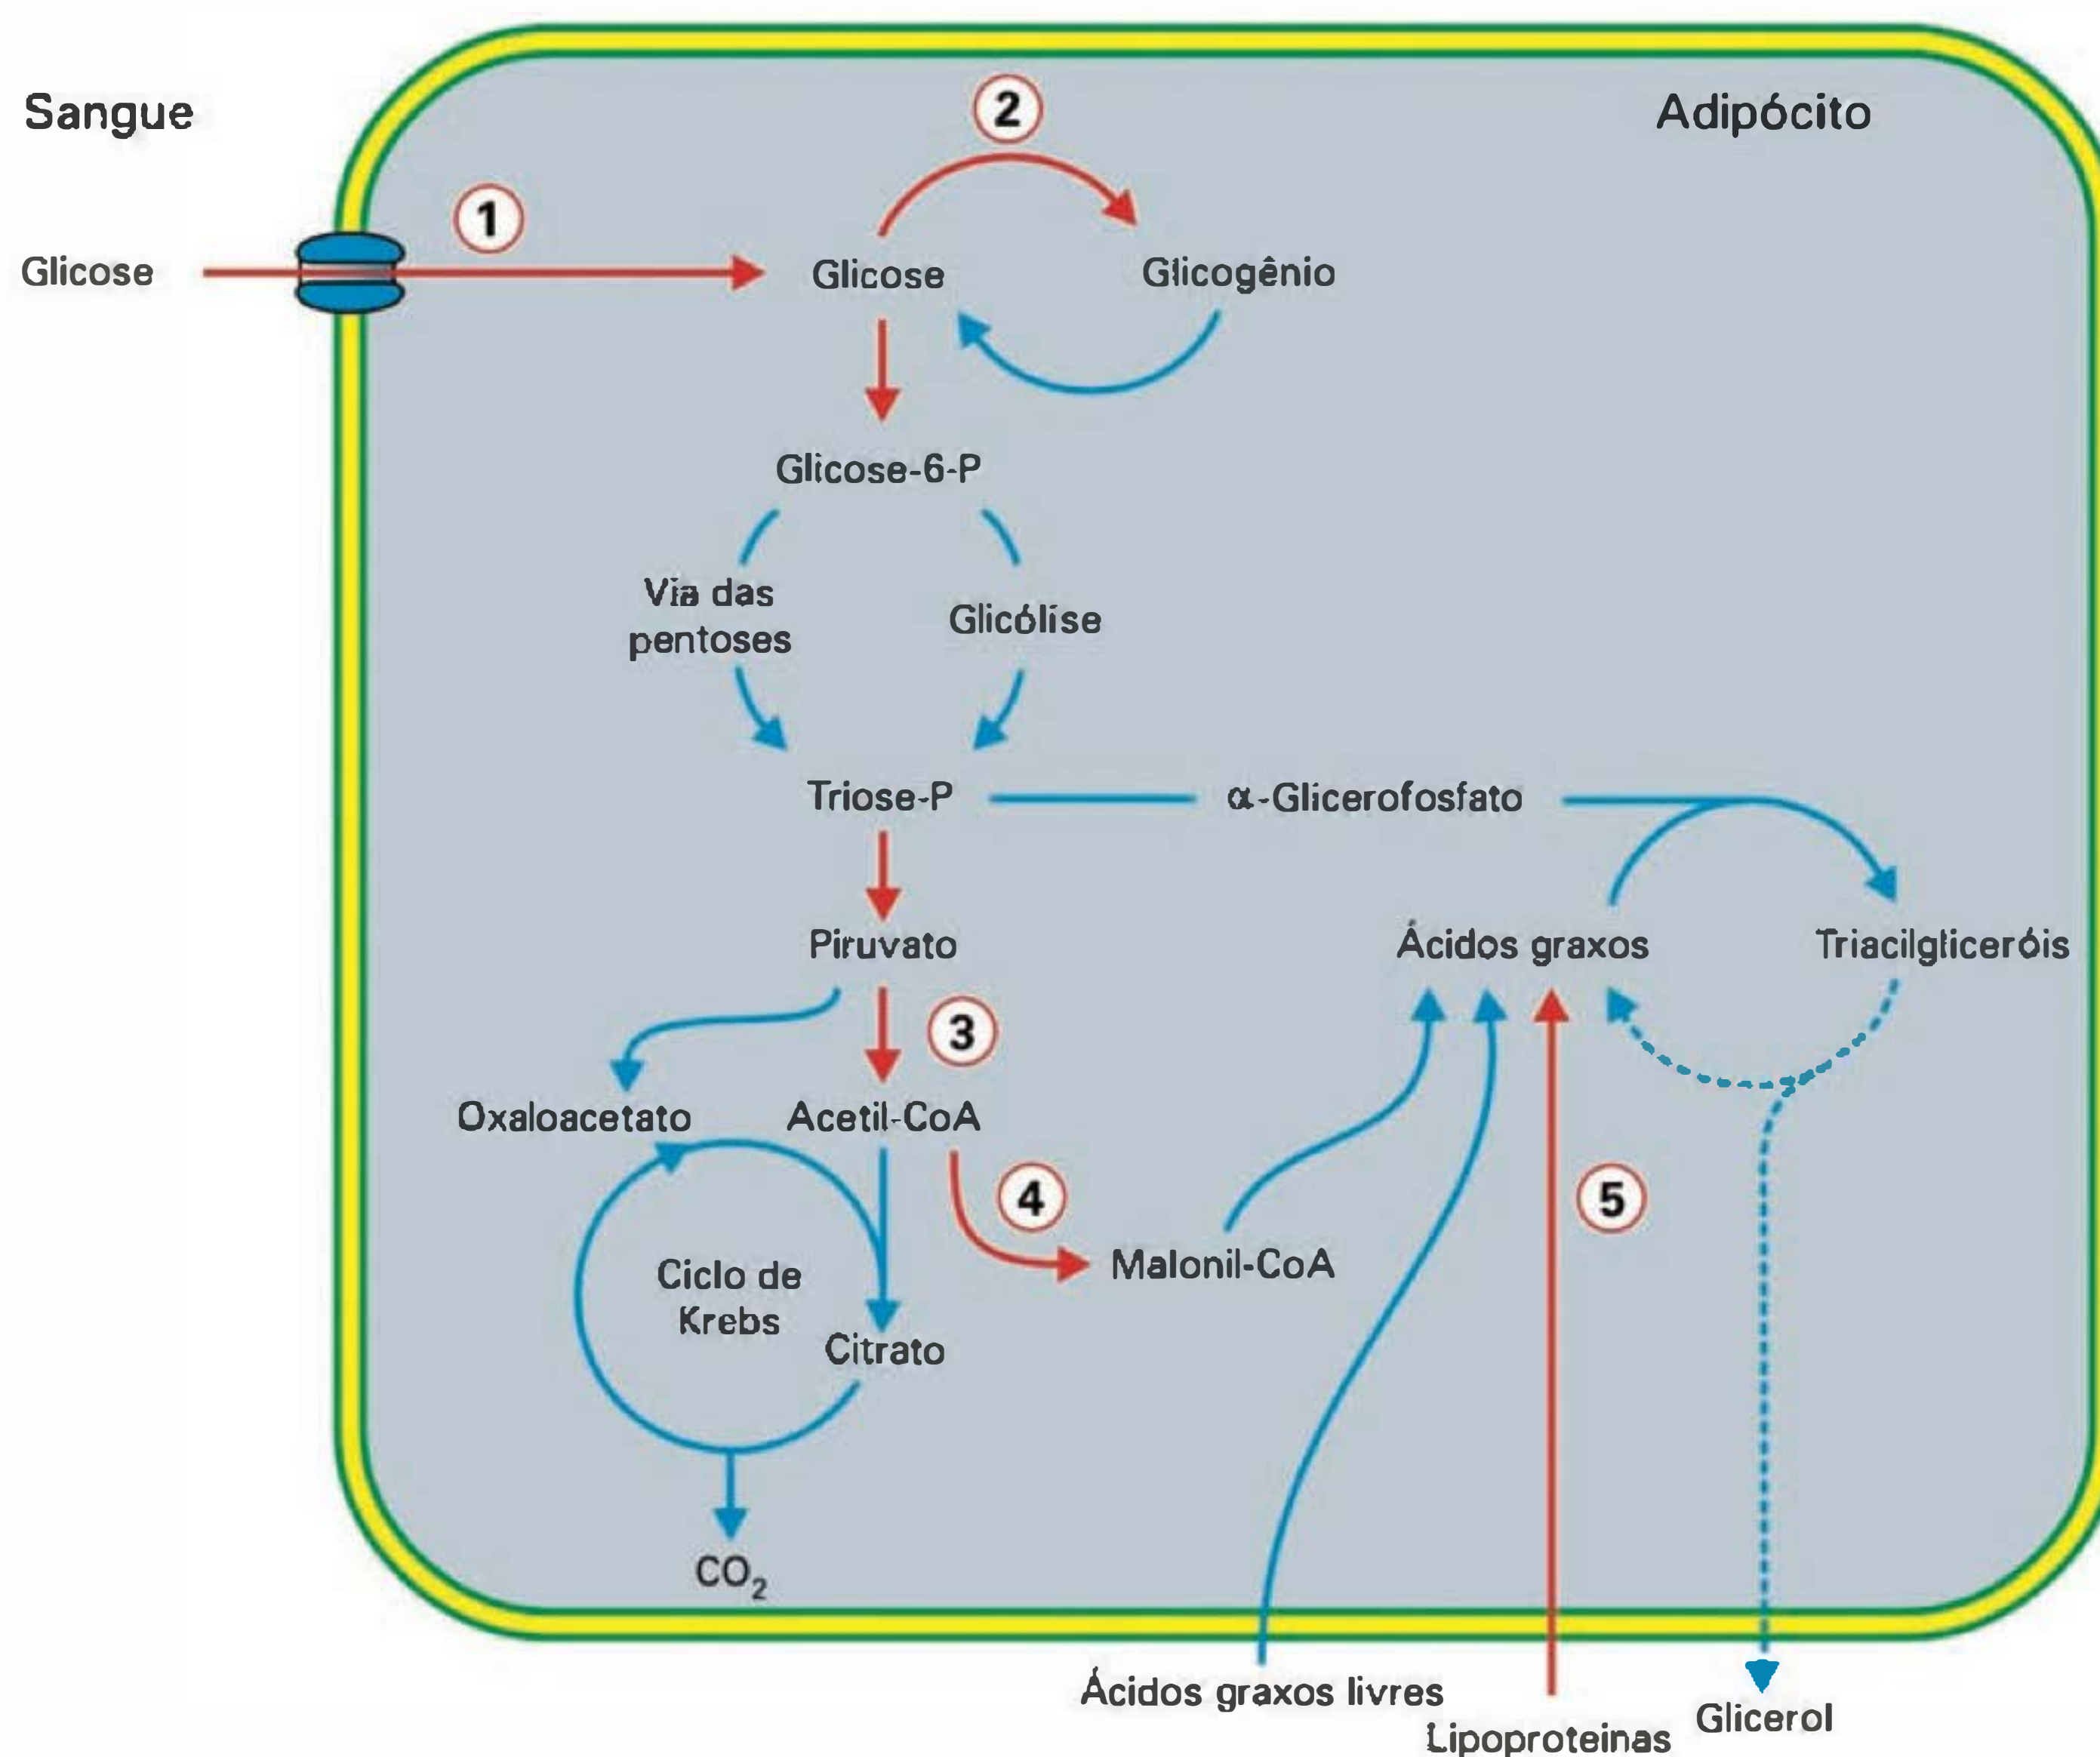 Sangue
Adipócito
2
1
Glicose
Glicose
Glicogênio
Glicose-6-P
Via das
pentoses
Glicólise
Triose-P
α-Glicerofosfato
Piruvato
Ácidos graxos
Triacilgliceróis
3
Oxaloacetato
Acetil-CoA
4
5
Malonil-CoA
Ciclo de
Krebs
Citrato
CO₂
Ácidos graxos livres
Lipoproteinas
Glicerol